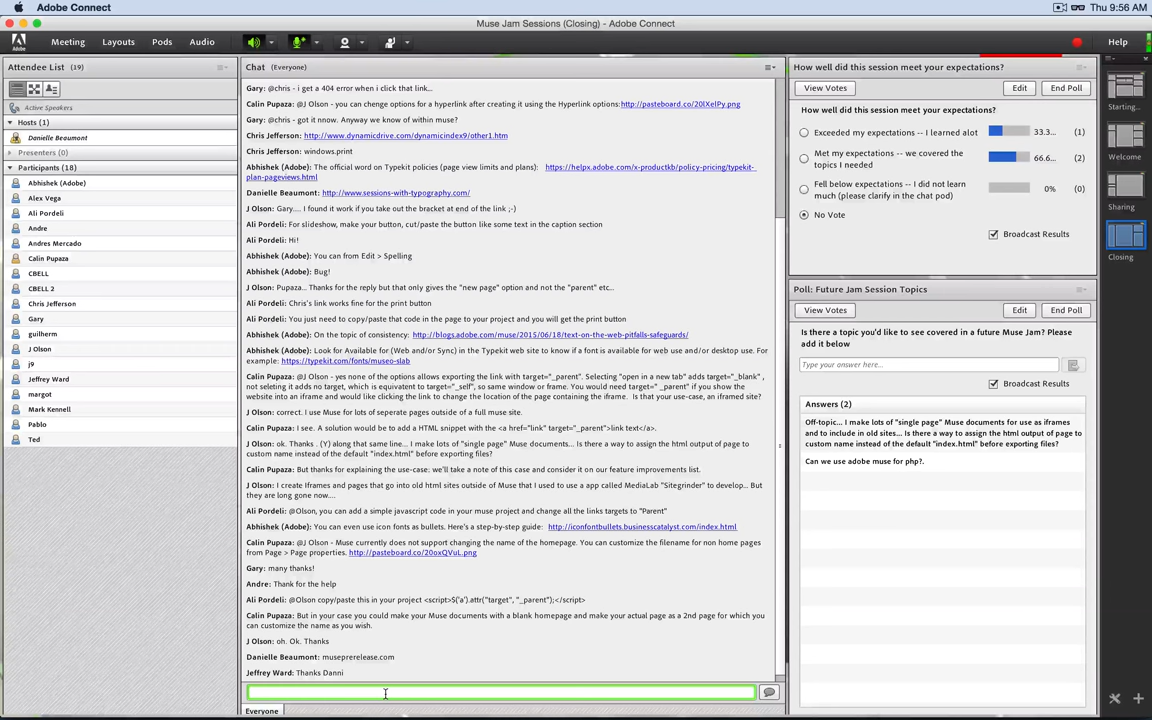 Adobe Connect
Thu 9:56 AM
Muse Jam Sessions (Closing) - Adobe Connect
Adobe
Meeting
Layouts
Pods
Audio
Help
Attendee List (19)
Active Speakers
Hosts (1)
Danielle Beaumont
Presenters (0)
Participants (18)
Abhishek (Adobe)
Alex Vega
Ali Pordeli
Andre
Andres Mercado
Calin Pupaza
CBELL
CBELL 2
Chris Jefferson
Gary
guilherm
J Olson
j9
Jeffrey Ward
margot
Mark Kennell
Pablo
Ted
Chat (Everyone)
Gary: @chris - i get a 404 error when i click that link...
Calin Pupaza: @J Olson - you can chenge options for a hyperlink after creating it using the Hyperlink options: http://pasteboard.co/20lXelPy.png
Gary: @chris - got it nnow. Anyway we know of within muse?
Chris Jefferson: http://www.dynamicdrive.com/dynamicindex9/other1.htm
Chris Jefferson: windows.print
Abhishek (Adobe): The official word on Typekit policies (page view limits and plans): https://helpx.adobe.com/x-productkb/policy-pricing/typekit-
plan-pageviews.html
Danielle Beaumont: http://www.sessions-with-typography.com/
J Olson: Gary.... I found it work if you take out the bracket at end of the link ;-)
Ali Pordeli: For slideshow, make your button, cut/paste the button like some text in the caption section
Ali Pordeli: Hi!
Abhishek (Adobe): You can from Edit > Spelling
Abhishek (Adobe): Bug!
J Olson: Pupaza... Thanks for the reply but that only gives the "new page" option and not the "parent" etc...
Ali Pordeli: Chris's link works fine for the print button
Ali Pordeli: You just need to copy/paste that code in the page to your project and you will get the print button
Abhishek (Adobe): On the topic of consistency: http://blogs.adobe.com/muse/2015/06/18/text-on-the-web-pitfalls-safeguards/
Abhishek (Adobe): Look for Available for (Web and/or Sync) in the Typekit web site to know if a font is available for web use and/or desktop use. For
example: https://typekit.com/fonts/museo-slab
Calin Pupaza: @J Olson - yes none of the options allows exporting the link with target="_parent". Selecting "open in a new tab" adds target="_blank" ,
not seleting it adds no target, which is equivalent to target="_self", so same window or frame. You would need target=" _parent" if you show the
website into an iframe and would like clicking the link to change the location of the page containing the iframe. Is that your use-case, an iframed site?
J Olson: correct. I use Muse for lots of seperate pages outside of a full muse site.
Calin Pupaza: I see. A solution would be to add a HTML snippet with the <a href="link" target="_parent">link text</a>.
J Olson: ok. Thanks . (Y) along that same line... I make lots of "single page" Muse documents... Is there a way to assign the html output of page to
custom name instead of the default "index.html" before exporting files?
Calin Pupaza: But thanks for explaining the use-case; we'll take a note of this case and consider it on our feature improvements list.
J Olson: I create Iframes and pages that go into old html sites outside of Muse that I used to use a app called MediaLab "Sitegrinder" to develop... But
they are long gone now....
Ali Pordeli: @Olson, you can add a simple javascript code in your muse project and change all the links targets to "Parent"
Abhishek (Adobe): You can even use icon fonts as bullets. Here's a step-by-step guide: http://iconfontbullets.businesscatalyst.com/index.html
Calin Pupaza: @J Olson - Muse currently does not support changing the name of the homepage. You can customize the filename for non home pages
from Page > Page properties. http://pasteboard.co/20oxQVuL.png
Gary: many thanks!
Andre: Thank for the help
Ali Pordeli: @Olson copy/paste this in your project <script>$('a').attr("target", "_parent");</script>
Calin Pupaza: But in your case you could make your Muse documents with a blank homepage and make your actual page as a 2nd page for which you
can customize the name as you wish.
J Olson: oh. Ok. Thanks
Danielle Beaumont: museprerelease.com
Jeffrey Ward: Thanks Danni
Everyone
How well did this session meet your expectations?
View Votes
Edit
End Poll
How well did this session meet your expectations?
Exceeded my expectations -- I learned alot
33.3... (1)
Met my expectations -- we covered the
topics I needed
66.6... (2)
Fell below expectations -- I did not learn
much (please clarify in the chat pod)
0% (0)
No Vote
Broadcast Results
Poll: Future Jam Session Topics
View Votes
Edit
End Poll
Is there a topic you'd like to see covered in a future Muse Jam? Please
add it below
Type your answer here...
Broadcast Results
Answers (2)
Off-topic... I make lots of "single page" Muse documents for use as iframes
and to include in old sites... Is there a way to assign the html output of page to
custom name instead of the default "index.html" before exporting files?
Can we use adobe muse for php?.
Starting...
Welcome
Sharing
Closing